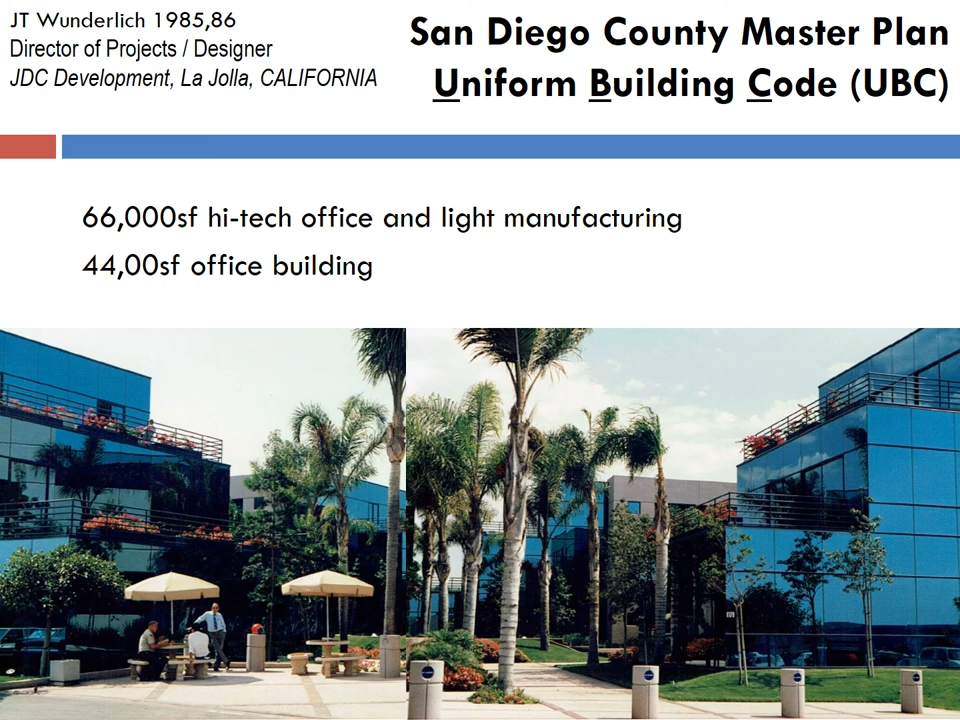 JT Wunderlich 1985,86
Director of Projects / Designer
JDC Development, La Jolla, CALIFORNIA
San Diego County Master Plan
Uniform Building Code (UBC)
66,000sf hi-tech office and light manufacturing
44,00sf office building